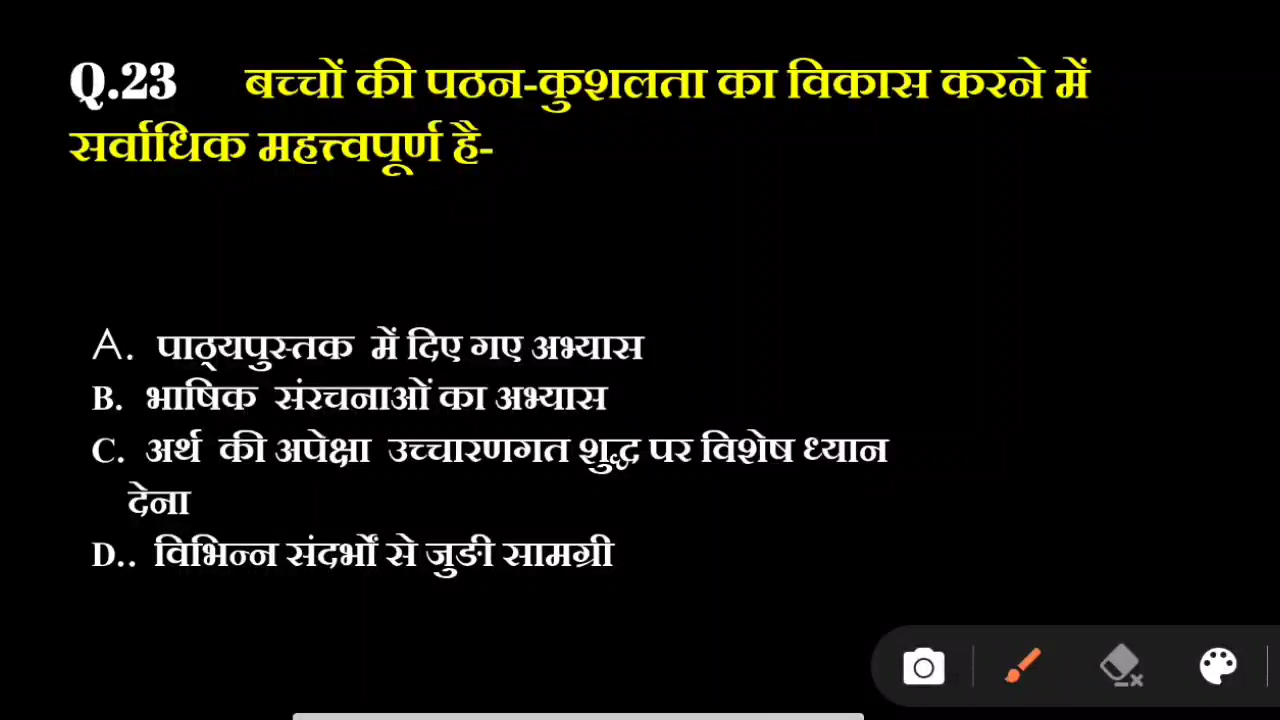 Q.23 बच्चों की पठन-कुशलता का विकास करने में
सर्वाधिक महत्त्वपूर्ण है-
A. पाठ्यपुस्तक में दिए गए अभ्यास
B. भाषिक संरचनाओं का अभ्यास
C. अर्थ की अपेक्षा उच्चारणगत शुद्ध पर विशेष ध्यान
देना
D.. विभिन्न संदर्भों से जुङी सामग्री